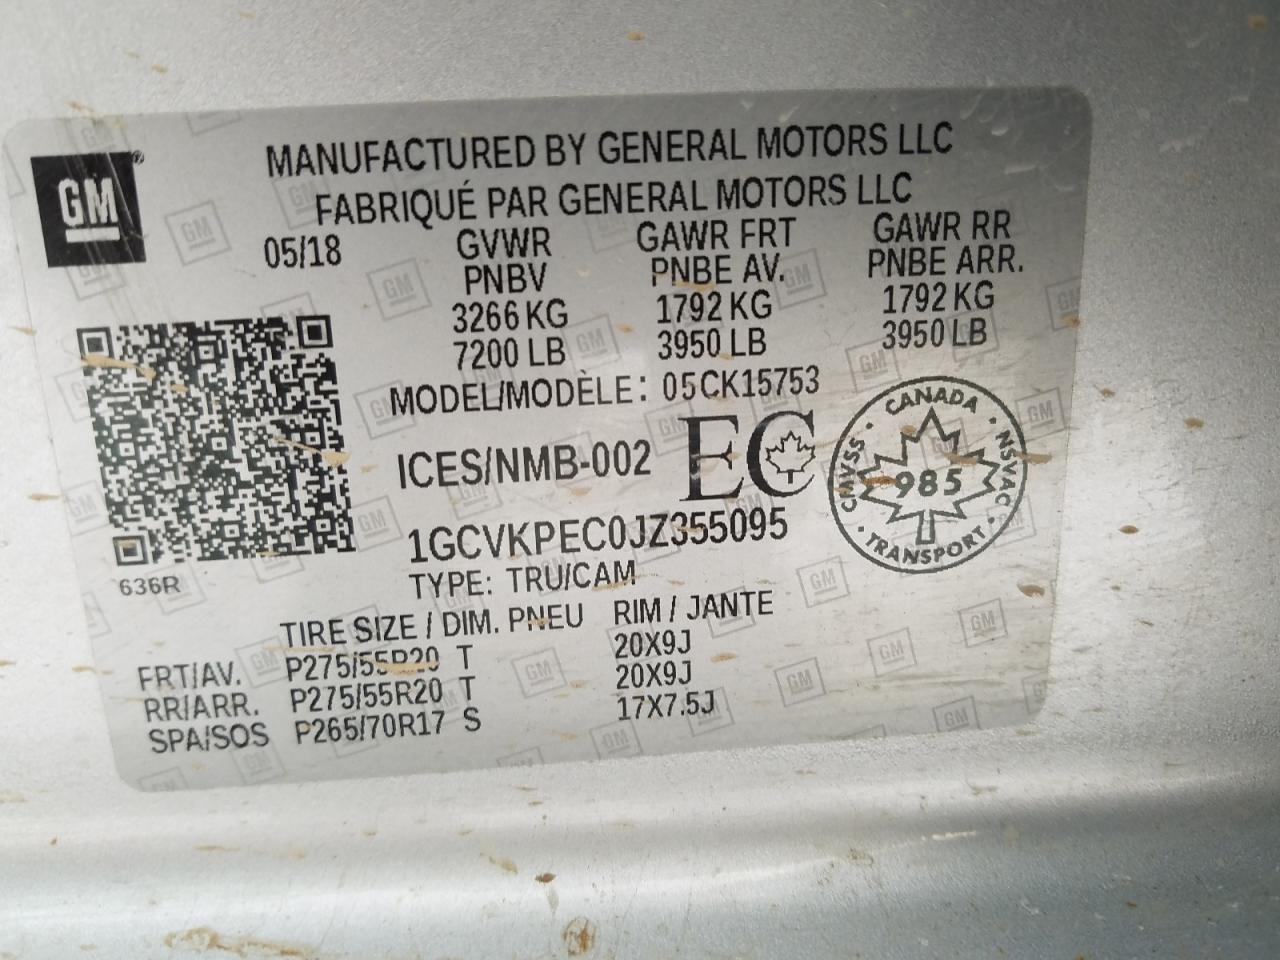 GM
MANUFACTURED BY GENERAL MOTORS LLC
FABRIQUÉ PAR GENERAL MOTORS LLC
05/18 GVWR GAWR FRT GAWR RR
PNBV PNBE AV. PNBE ARR.
3266 KG 1792 KG 1792 KG
7200 LB 3950 LB 3950 LB
MODEL/MODÈLE: 05CK15753
ICES/NMB-002 EC
CANADA
CMVSS 985 NSVAC
TRANSPORT
1GCVKPEC0JZ355095
636R TYPE: TRU/CAM
TIRE SIZE / DIM. PNEU RIM / JANTE
FRT/AV. P275/55R20 T 20X9J
RR/ARR. P275/55R20 T 20X9J
SPA/SOS P265/70R17 S 17X7.5J